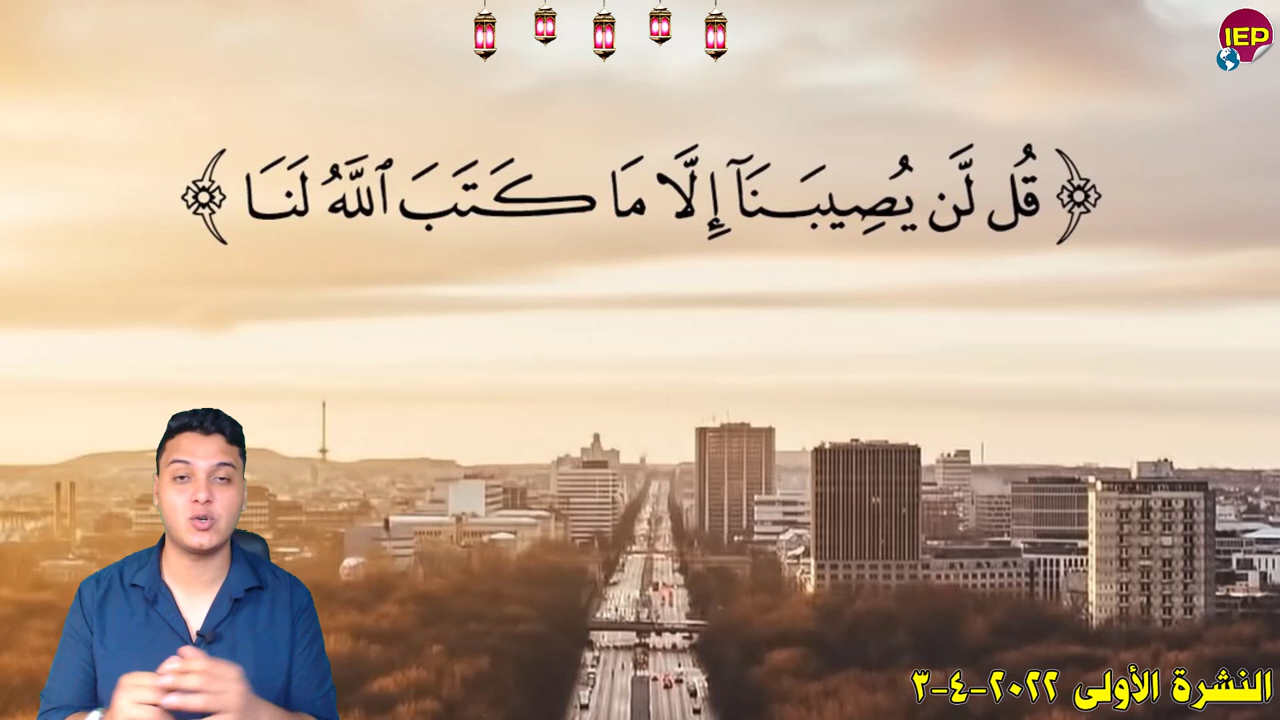 IEP
﴿ قُل لَّن يُصِيبَنَآ إِلَّا مَا كَتَبَ ٱللَّهُ لَنَا ﴾
النشرة الأولى ٢٠٢٢-٤-٣